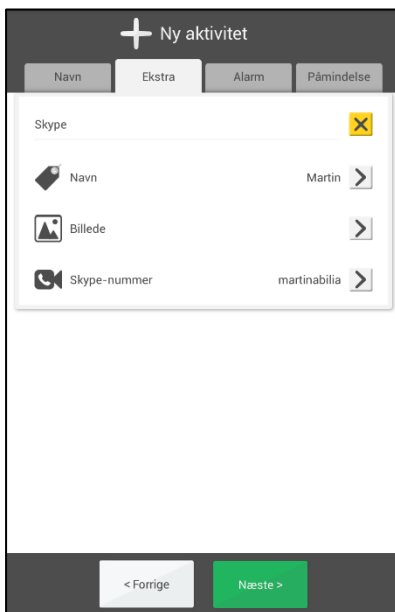 Ny aktivitet
Navn Ekstra Alarm Påmindelse
Skype
Navn Martin
Billede
Skype-nummer martinabilia
< Forrige Næste >